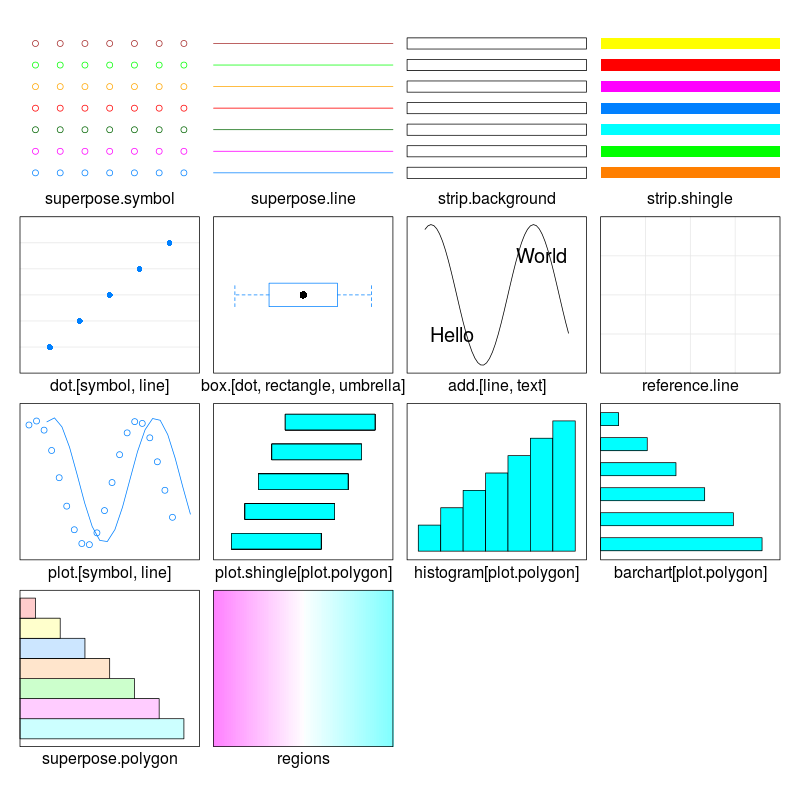 superpose.symbol
superpose.line
strip.background
strip.shingle
dot.[symbol, line]
box.[dot, rectangle, umbrella]
World
Hello
add.[line, text]
reference.line
plot.[symbol, line]
plot.shingle[plot.polygon]
histogram[plot.polygon]
barchart[plot.polygon]
superpose.polygon
regions